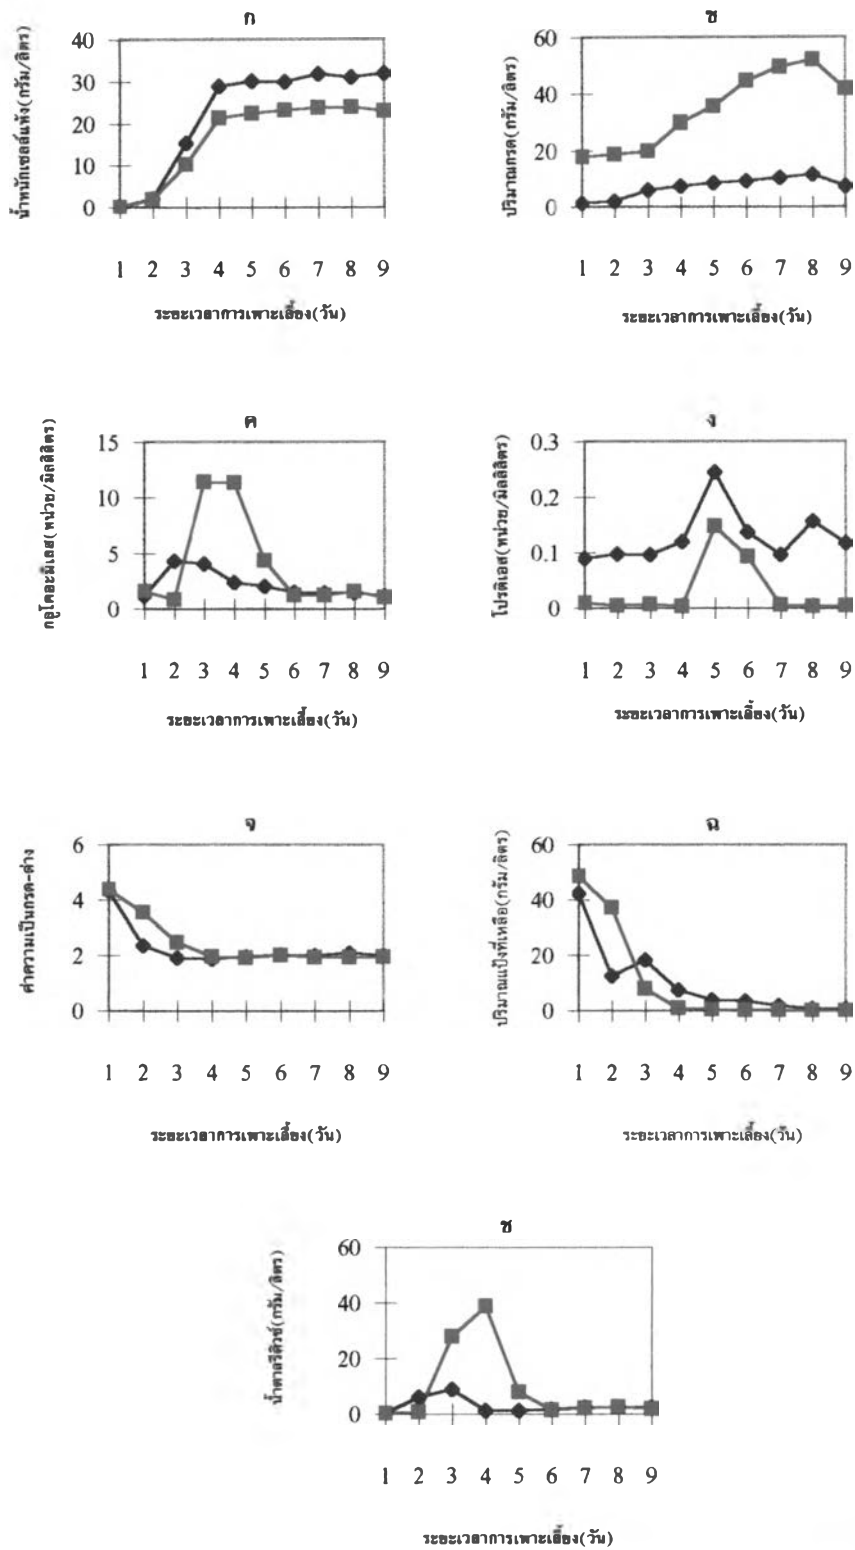 ก
น้ำหนักเซลล์แห้ง(กรัม/ลิตร)
40
30
20
10
0
1 2 3 4 5 6 7 8 9
ระยะเวลาการเพาะเลี้ยง(วัน)
ข
ปริมาณกรด(กรัม/ลิตร)
60
40
20
0
1 2 3 4 5 6 7 8 9
ระยะเวลาการเพาะเลี้ยง(วัน)
ค
กลูโคอะมิเลส(หน่วย/มิลลิลิตร)
15
10
5
0
1 2 3 4 5 6 7 8 9
ระยะเวลาการเพาะเลี้ยง(วัน)
ง
โปรติเอส(หน่วย/มิลลิลิตร)
0.3
0.2
0.1
0
1 2 3 4 5 6 7 8 9
ระยะเวลาการเพาะเลี้ยง(วัน)
จ
ค่าความเป็นกรด-ด่าง
6
4
2
0
1 2 3 4 5 6 7 8 9
ระยะเวลาการเพาะเลี้ยง(วัน)
ฉ
ปริมาณแป้งที่เหลือ(กรัม/ลิตร)
60
40
20
0
1 2 3 4 5 6 7 8 9
ระยะเวลาการเพาะเลี้ยง(วัน)
ช
น้ำตาลรีดิวซ์(กรัม/ลิตร)
60
40
20
0
1 2 3 4 5 6 7 8 9
ระยะเวลาการเพาะเลี้ยง(วัน)